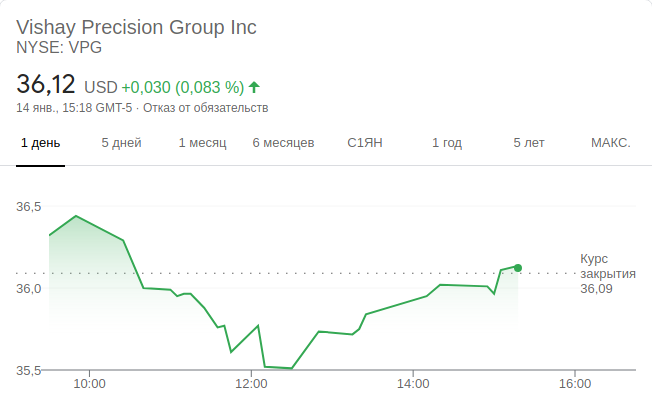 Vishay Precision Group Inc
NYSE: VPG
36,12 USD +0,030 (0,083 %)
14 янв., 15:18 GMT-5 · Отказ от обязательств
1 день 5 дней 1 месяц 6 месяцев С1ЯН 1 год 5 лет МАКС.
36,5
Курс
закрытия
36,0
36,09
35,5
10:00 12:00 14:00 16:00